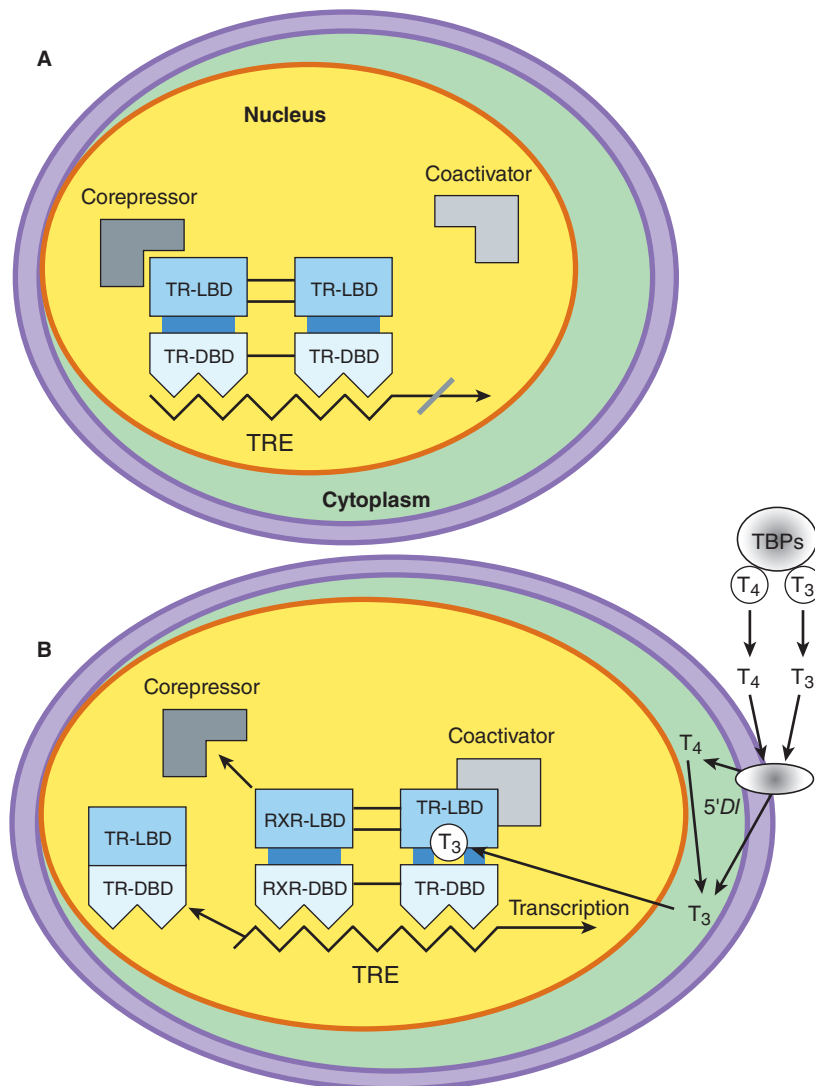 A
Nucleus
Corepressor
Coactivator
TR-LBD
TR-LBD
TR-DBD
TR-DBD
TRE
Cytoplasm
TBPs
T4
T3
T4
T3
B
Corepressor
Coactivator
T4
5'DI
RXR-LBD
TR-LBD
T3
TR-LBD
RXR-DBD
TR-DBD
TR-DBD
Transcription
T3
TRE